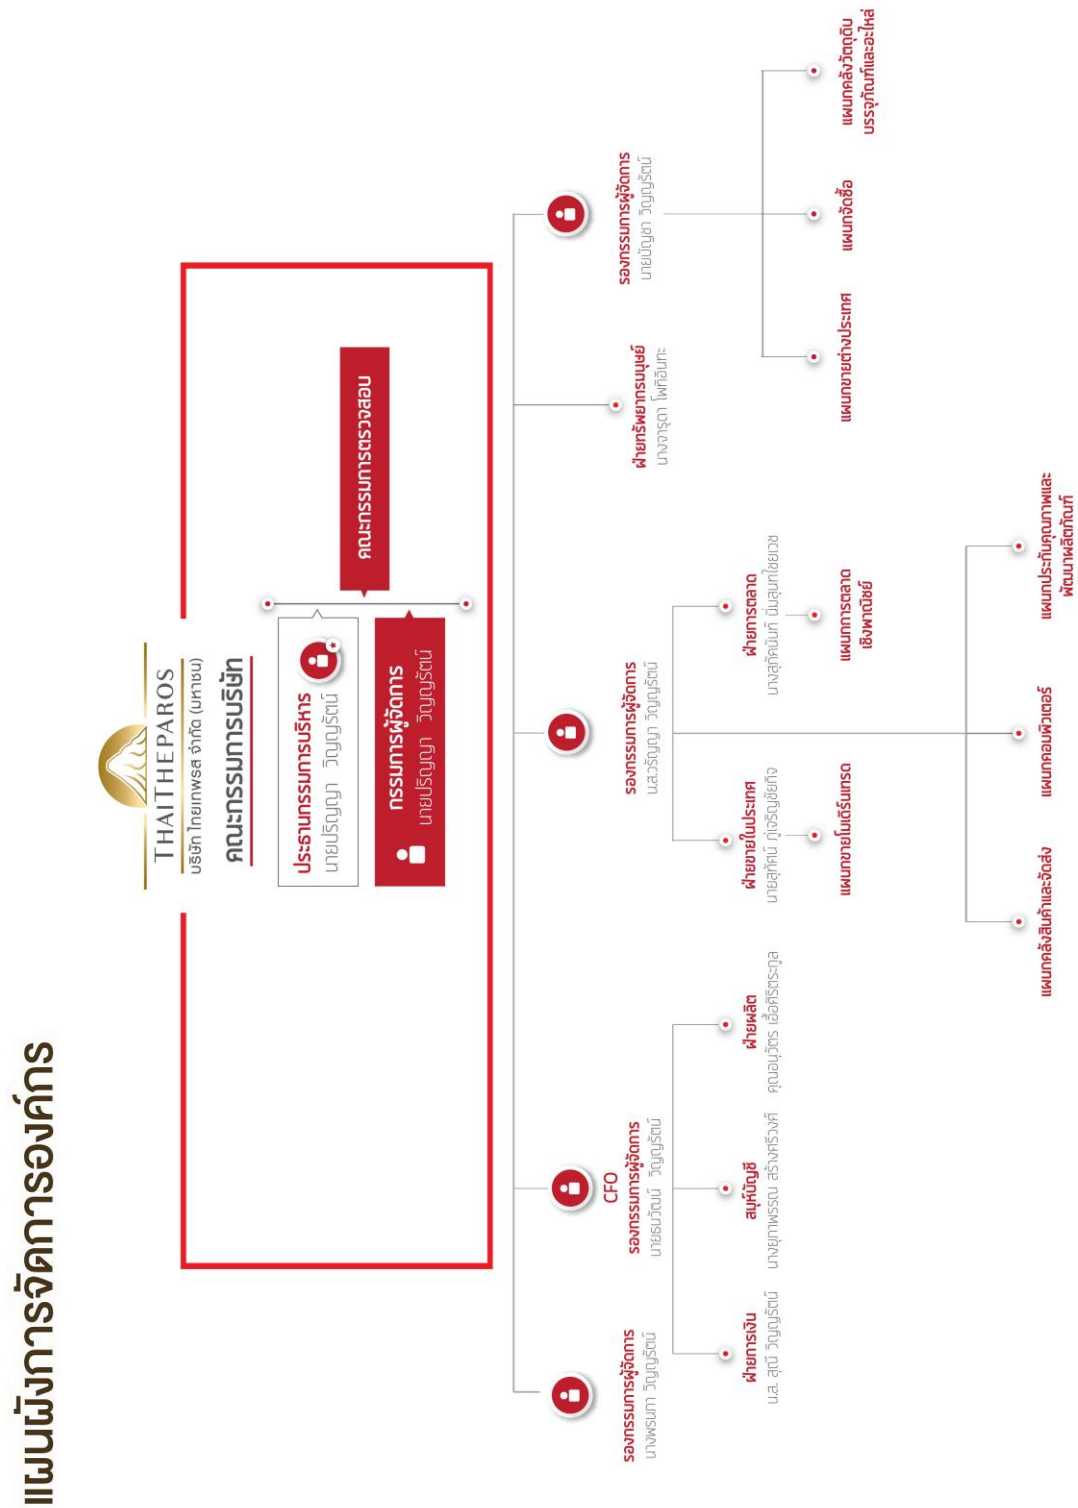 แผนผังการจัดการองค์กร
THAITHEPAROS
บริษัท ไทยเทพรส จำกัด (มหาชน)
คณะกรรมการบริษัท
ประธานกรรมการบริหาร
นายปริญญา วิญญรัตน์
กรรมการผู้จัดการ
นายปริญญา วิญญรัตน์
คณะกรรมการตรวจสอบ
รองกรรมการผู้จัดการ
นางพรนภา วิญญรัตน์
CFO
รองกรรมการผู้จัดการ
นายธนวัฒน์ วิญญรัตน์
รองกรรมการผู้จัดการ
น.ส.วริญญา วิญญรัตน์
ฝ่ายทรัพยากรมนุษย์
นางจารุดา โพทิอินทะ
รองกรรมการผู้จัดการ
นายบัญชา วิญญรัตน์
ฝ่ายการเงิน
น.ส. สุณี วิญญรัตน์
สมุห์บัญชี
นางยุภาพรรณ สร้างศรีวงศ์
ฝ่ายผลิต
คุณอนุวัตร เอื้อศิริตระกูล
ฝ่ายขายในประเทศ
นายสุทัศน์ ภู่เจริญชัยกิจ
ฝ่ายการตลาด
นางสุภัคนันท์ นิ่มสุนทไชยเวช
แผนกขายโมเดิร์นเทรด
แผนกการตลาด
เชิงพาณิชย์
แผนกขายต่างประเทศ
แผนกจัดซื้อ
แผนกคลังวัตถุดิบ
บรรจุภัณฑ์และอะไหล่
แผนกคลังสินค้าและจัดส่ง
แผนกคอมพิวเตอร์
แผนกประกันคุณภาพและ
พัฒนาผลิตภัณฑ์